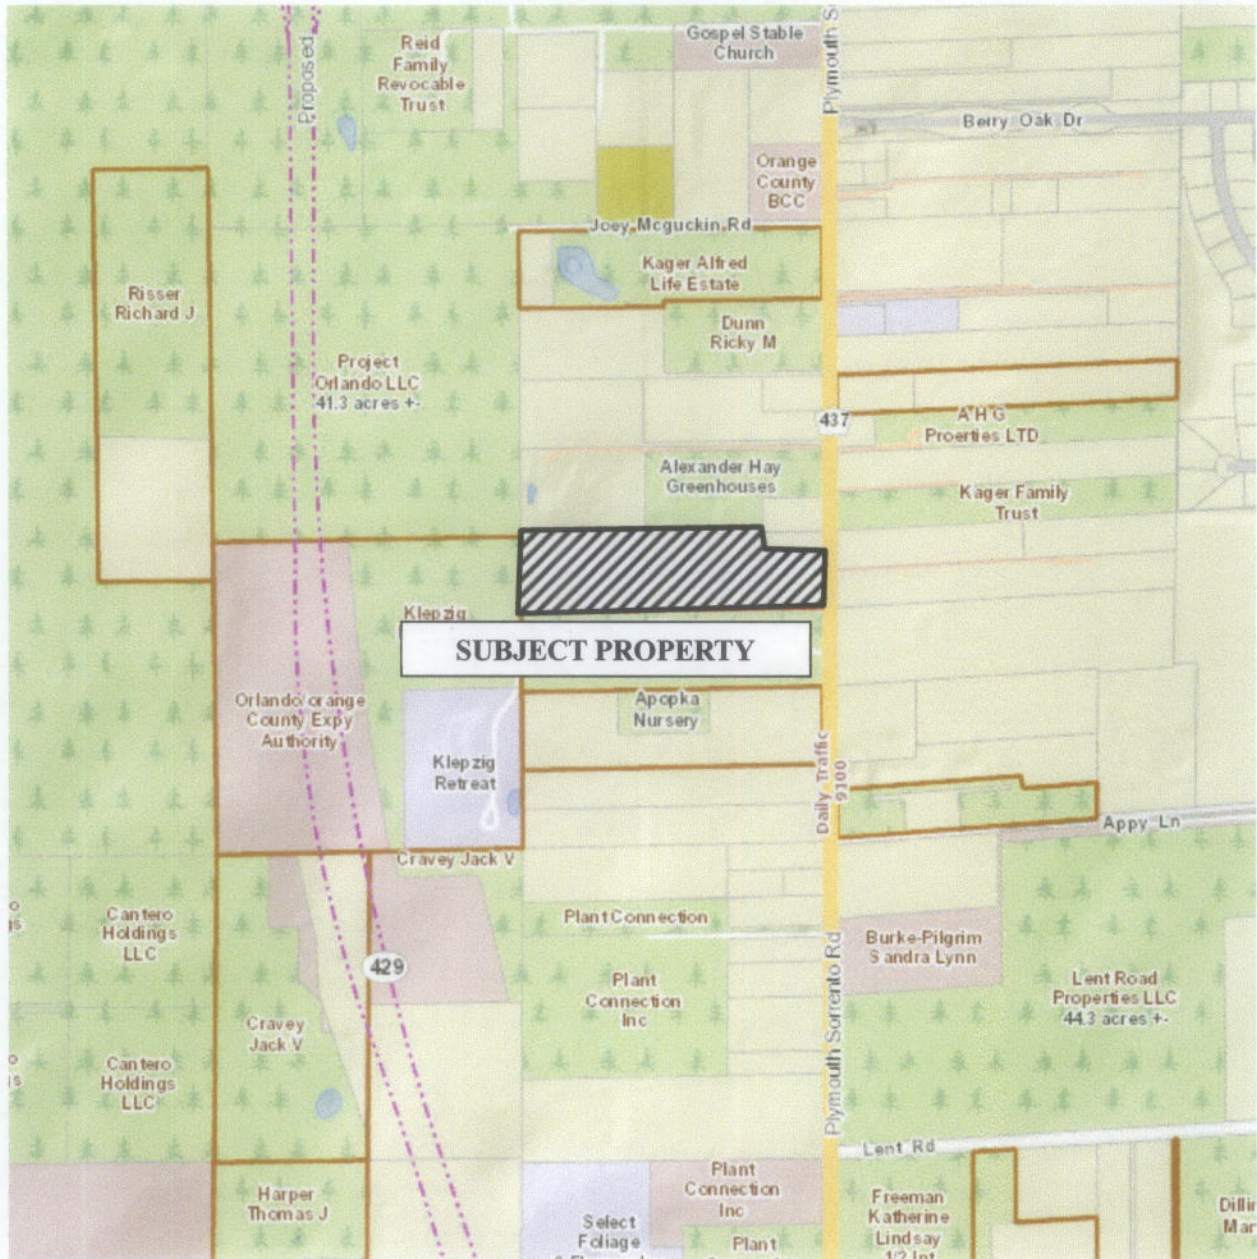 Gospel Stable
Church
Plymouth S
Reid
Family
Revocable
Trust
Proposed
Berry Oak Dr
Orange
County
BCC
Joey Mcguckin Rd
Kager Alfred
Life Estate
Risser
Richard J
Dunn
Ricky M
Project
Orlando LLC
41.3 acres +-
437
A H G
Proerties LTD
Alexander Hay
Greenhouses
Kager Family
Trust
Klepzig
SUBJECT PROPERTY
Orlando/orange
County Expy
Authority
Apopka
Nursery
Klepzig
Retreat
Daily Traffic
9100
Appy Ln
Cravey Jack V
Cantero
Holdings
LLC
Plant Connection
Burke-Pilgrim
Sandra Lynn
429
Plant
Connection
Inc
Lent Road
Properties LLC
44.3 acres +-
Cravey
Jack V
Plymouth Sorrento Rd
Cantero
Holdings
LLC
Lent Rd
Harper
Thomas J
Plant
Connection
Inc
Freeman
Katherine
Lindsay
1/2 Int
Select
Foliage
Plant
Dillin
Mar